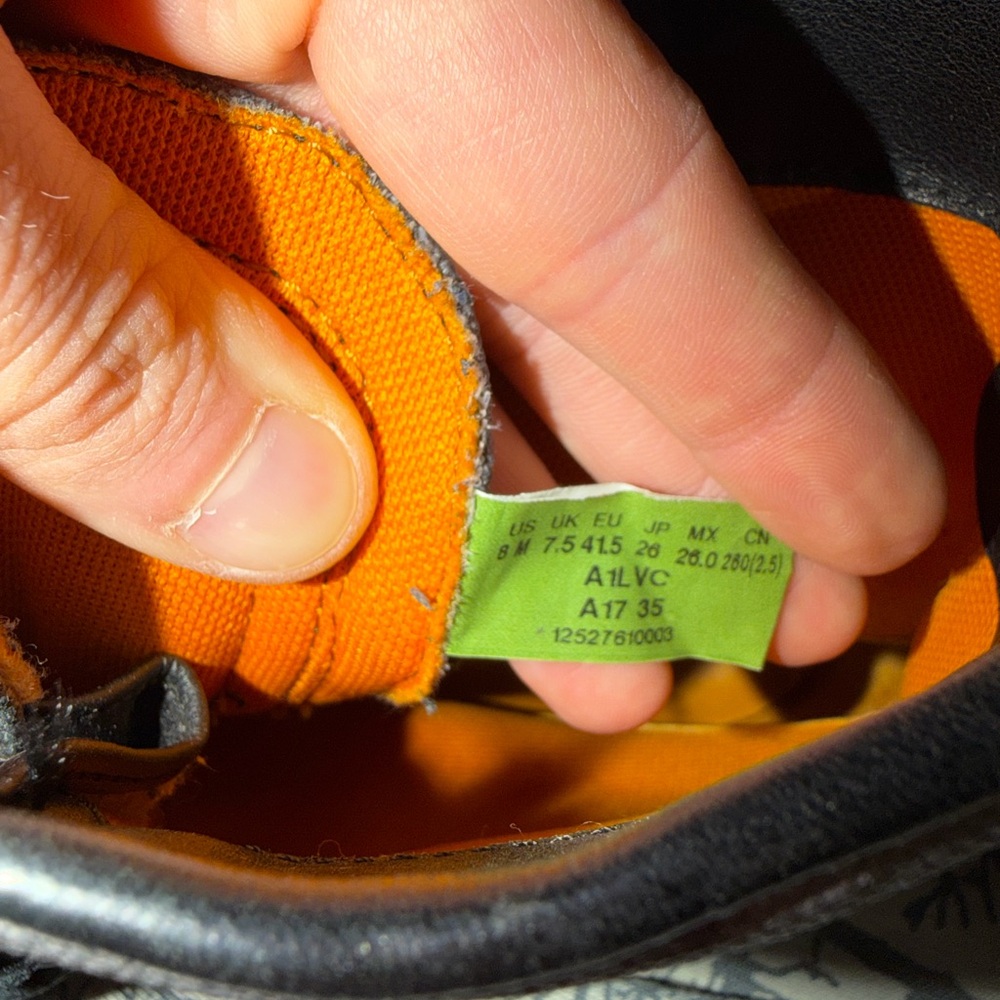 US UK EU JP MX CN
8 M 7.5 41.5 26 26.0 260(2.5)
A1LVC
A17 35
12527610003